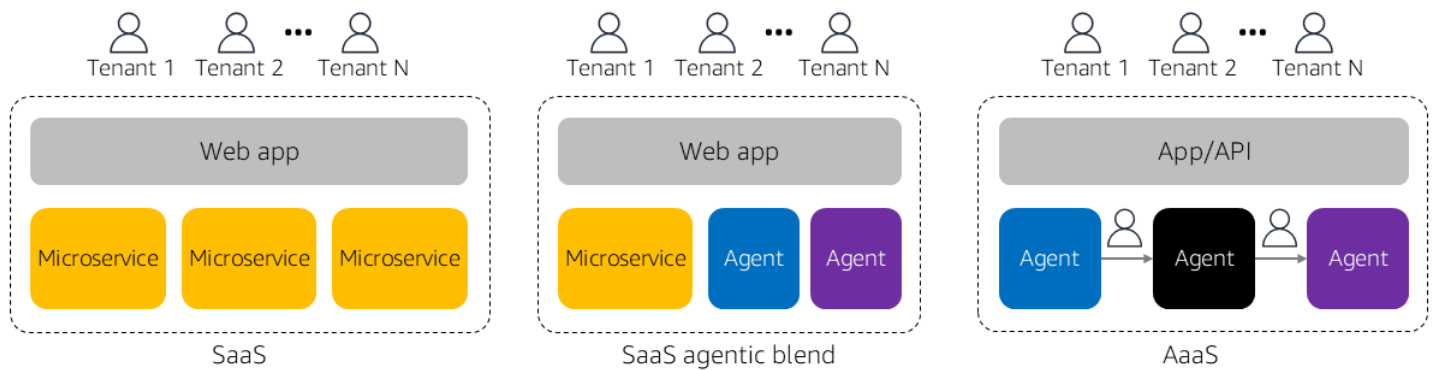 Tenant 1 Tenant 2 ••• Tenant N
Web app
Microservice Microservice Microservice
SaaS
Tenant 1 Tenant 2 ••• Tenant N
Web app
Microservice Agent Agent
SaaS agentic blend
Tenant 1 Tenant 2 ••• Tenant N
App/API
Agent Agent Agent
AaaS